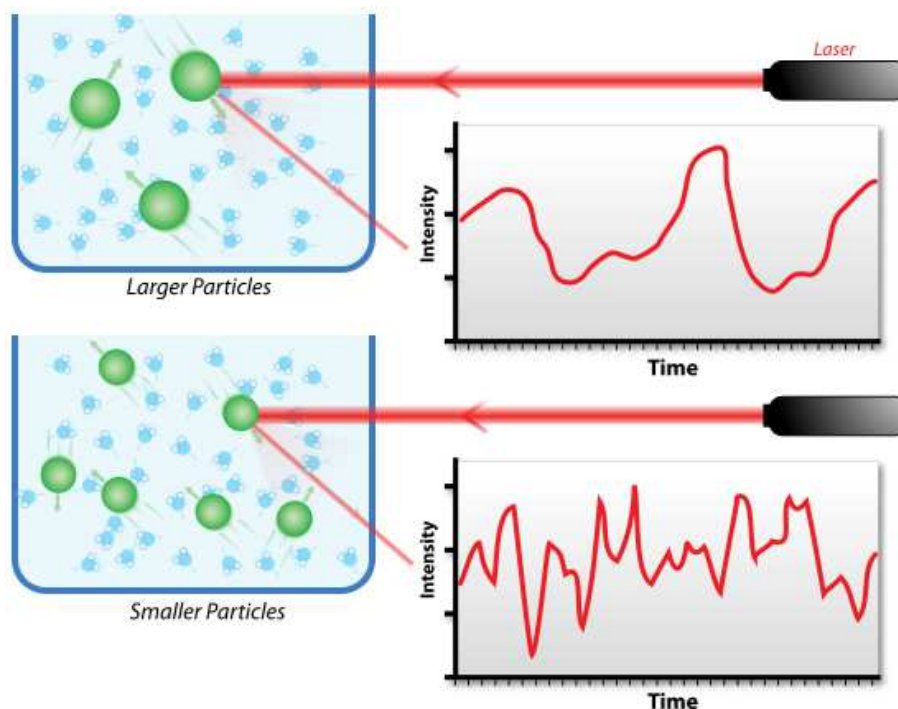 Laser
Intensity
Time
Larger Particles
Intensity
Time
Smaller Particles